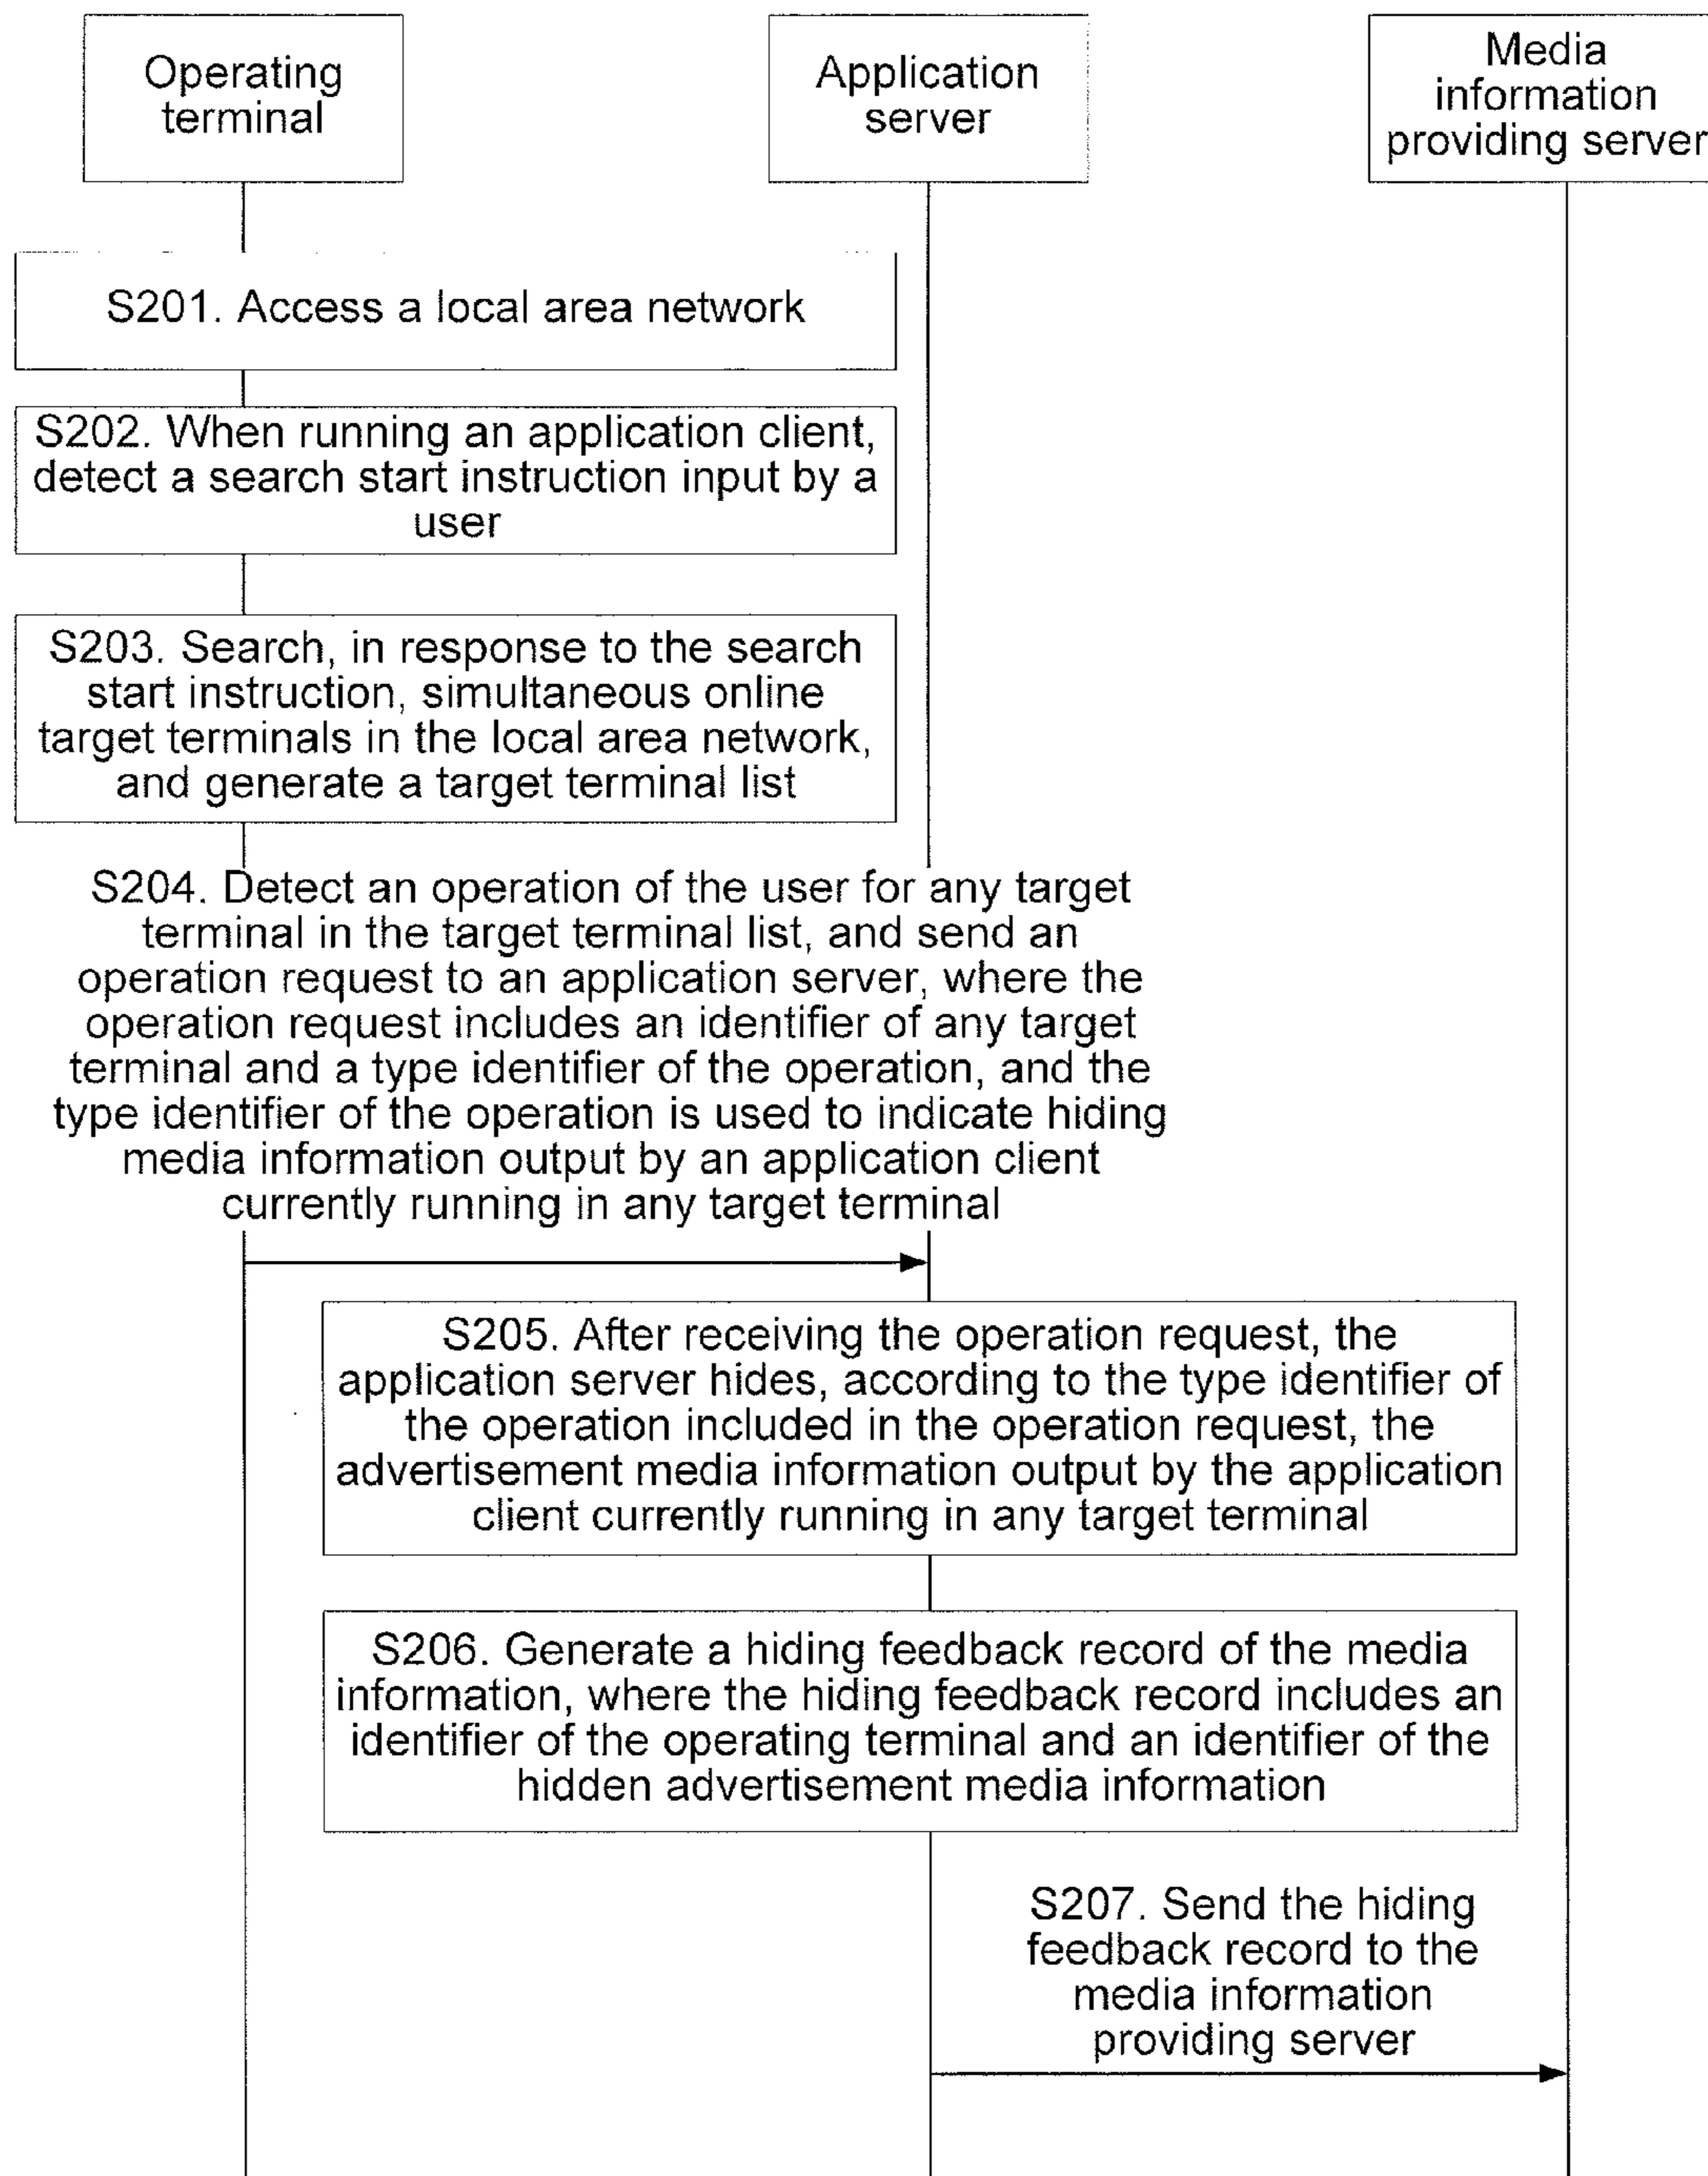 Operating
terminal
Application
server
Media
information
providing server
S201. Access a local area network
S202. When running an application client,
detect a search start instruction input by a
user
S203. Search, in response to the search
start instruction, simultaneous online
target terminals in the local area network,
and generate a target terminal list
S204. Detect an operation of the user for any target
terminal in the target terminal list, and send an
operation request to an application server, where the
operation request includes an identifier of any target
terminal and a type identifier of the operation, and the
type identifier of the operation is used to indicate hiding
media information output by an application client
currently running in any target terminal
S205. After receiving the operation request, the
application server hides, according to the type identifier of
the operation included in the operation request, the
advertisement media information output by the application
client currently running in any target terminal
S206. Generate a hiding feedback record of the media
information, where the hiding feedback record includes an
identifier of the operating terminal and an identifier of the
hidden advertisement media information
S207. Send the hiding
feedback record to the
media information
providing server